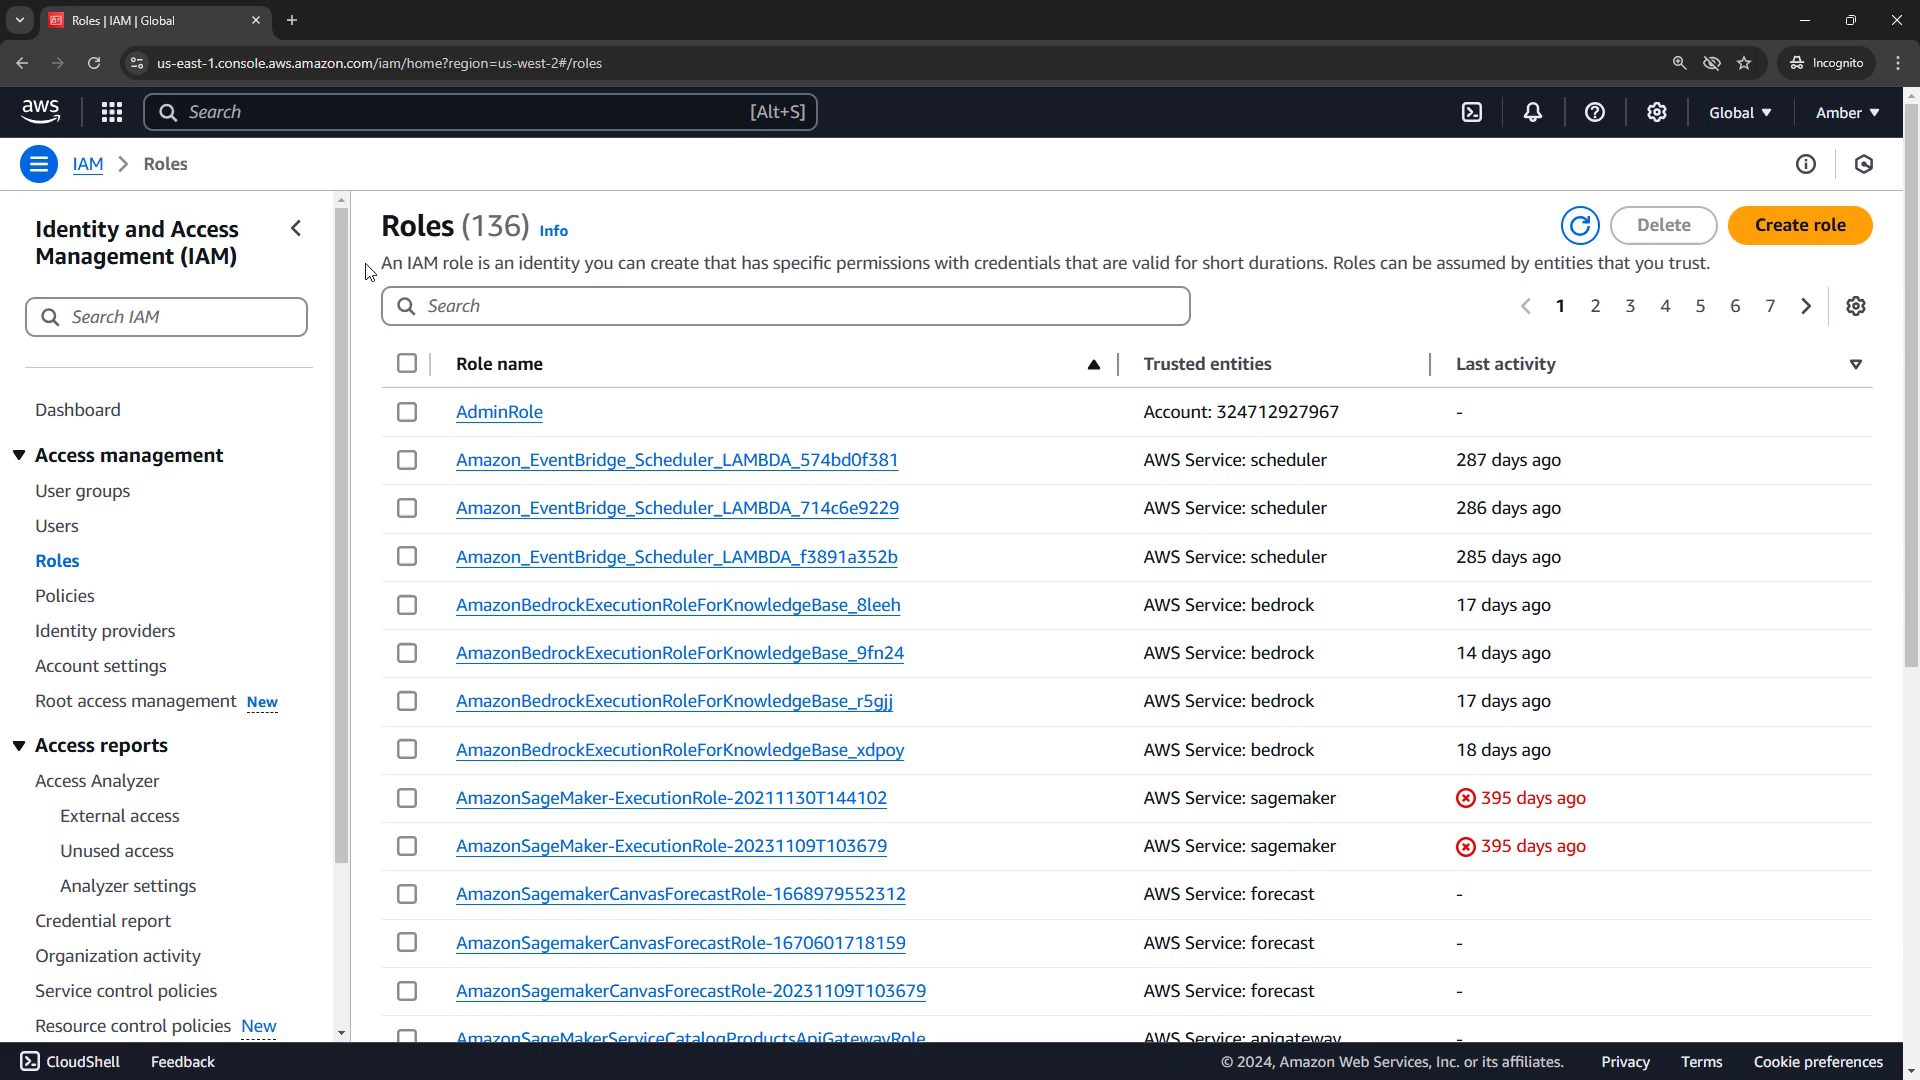 Roles | IAM | Global
us-east-1.console.aws.amazon.com/iam/home?region=us-west-2#/roles
Incognito
aws
Search
[Alt+S]
Global
Amber
IAM
Roles
Identity and Access
Management (IAM)
Search IAM
Dashboard
Access management
User groups
Users
Roles
Policies
Identity providers
Account settings
Root access management New
Access reports
Access Analyzer
External access
Unused access
Analyzer settings
Credential report
Organization activity
Service control policies
Resource control policies New
Roles (136) Info
Delete
Create role
An IAM role is an identity you can create that has specific permissions with credentials that are valid for short durations. Roles can be assumed by entities that you trust.
Search
1 2 3 4 5 6 7
Role name Trusted entities Last activity
AdminRole Account: 324712927967 -
Amazon_EventBridge_Scheduler_LAMBDA_574bd0f381 AWS Service: scheduler 287 days ago
Amazon_EventBridge_Scheduler_LAMBDA_714c6e9229 AWS Service: scheduler 286 days ago
Amazon_EventBridge_Scheduler_LAMBDA_f3891a352b AWS Service: scheduler 285 days ago
AmazonBedrockExecutionRoleForKnowledgeBase_8leeh AWS Service: bedrock 17 days ago
AmazonBedrockExecutionRoleForKnowledgeBase_9fn24 AWS Service: bedrock 14 days ago
AmazonBedrockExecutionRoleForKnowledgeBase_r5gjj AWS Service: bedrock 17 days ago
AmazonBedrockExecutionRoleForKnowledgeBase_xdpoy AWS Service: bedrock 18 days ago
AmazonSageMaker-ExecutionRole-20211130T144102 AWS Service: sagemaker 395 days ago
AmazonSageMaker-ExecutionRole-20231109T103679 AWS Service: sagemaker 395 days ago
AmazonSagemakerCanvasForecastRole-1668979552312 AWS Service: forecast -
AmazonSagemakerCanvasForecastRole-1670601718159 AWS Service: forecast -
AmazonSagemakerCanvasForecastRole-20231109T103679 AWS Service: forecast -
AmazonSageMakerServiceCatalogProductsApiGatewayRole AWS Service: apigateway -
CloudShell
Feedback
© 2024, Amazon Web Services, Inc. or its affiliates.
Privacy
Terms
Cookie preferences